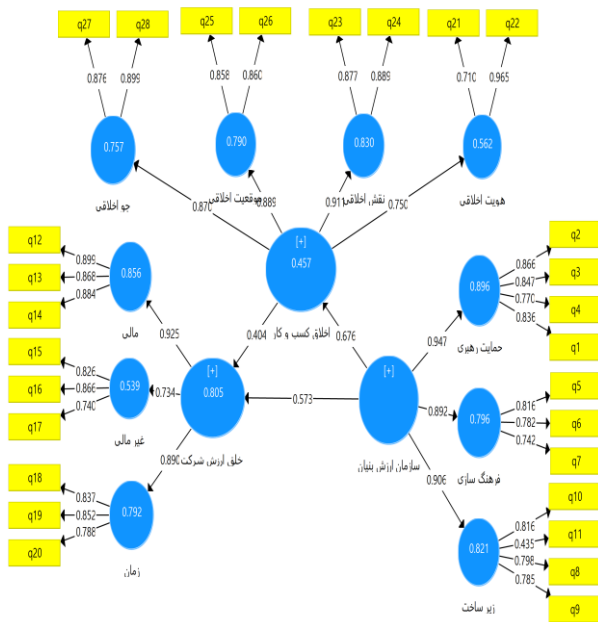 q27
q28
q25
q26
q23
q24
q21
q22
0.876
0.899
0.858
0.860
0.877
0.889
0.710
0.965
0.757
0.790
0.830
0.562
جو اخلاقی
موقعیت اخلاقی
نقش اخلاقی
هویت اخلاقی
0.870
0.889
0.911
0.750
[+]
0.457
اخلاق کسب و کار
q12
q13
q14
0.899
0.868
0.884
0.856
مالی
0.925
q15
q16
q17
0.826
0.866
0.740
0.539
غیر مالی
0.734
q18
q19
q20
0.837
0.852
0.788
0.792
زمان
0.890
[+]
0.805
خلق ارزش شرکت
0.404
0.676
0.573
[+]
سازمان ارزش بنیان
0.947
0.892
0.906
0.896
حمایت رهبری
0.866
0.847
0.770
0.836
q2
q3
q4
q1
0.796
فرهنگ سازی
0.816
0.782
0.742
q5
q6
q7
0.821
زیر ساخت
0.816
0.435
0.798
0.785
q10
q11
q8
q9